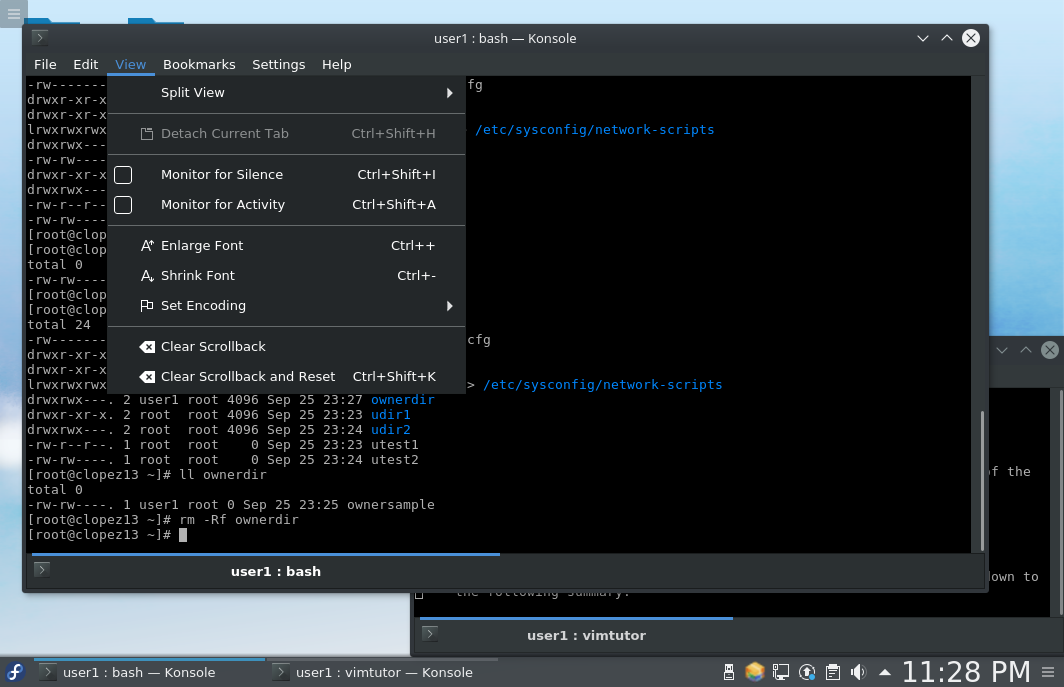 user1 : bash — Konsole
File Edit View Bookmarks Settings Help
-rw------- fg
drwxr-xr-x
drwxr-xr-x
lrwxrwxrwx /etc/sysconfig/network-scripts
drwxrwx---
-rw-rw----
drwxr-xr-x
drwxrwx---
-rw-r--r--
-rw-rw----
[root@clop
[root@clop
total 0
-rw-rw----
[root@clop
[root@clop
total 24
-rw------- cfg
drwxr-xr-x
drwxr-xr-x
lrwxrwxrwx > /etc/sysconfig/network-scripts
Split View
Detach Current Tab Ctrl+Shift+H
Monitor for Silence Ctrl+Shift+I
Monitor for Activity Ctrl+Shift+A
Enlarge Font Ctrl++
Shrink Font Ctrl+-
Set Encoding
Clear Scrollback
Clear Scrollback and Reset Ctrl+Shift+K
drwxrwx---. 2 user1 root 4096 Sep 25 23:27 ownerdir
drwxr-xr-x. 2 root root 4096 Sep 25 23:23 udir1
drwxrwx---. 2 root root 4096 Sep 25 23:24 udir2
-rw-r--r--. 1 root root 0 Sep 25 23:23 utest1
-rw-rw----. 1 root root 0 Sep 25 23:24 utest2
[root@clopez13 ~]# ll ownerdir
total 0
-rw-rw----. 1 user1 root 0 Sep 25 23:25 ownersample
[root@clopez13 ~]# rm -Rf ownerdir
[root@clopez13 ~]#
user1 : bash
of the
down to
the following summary.
user1 : vimtutor
user1 : bash — Konsole
user1 : vimtutor — Konsole
11:28 PM